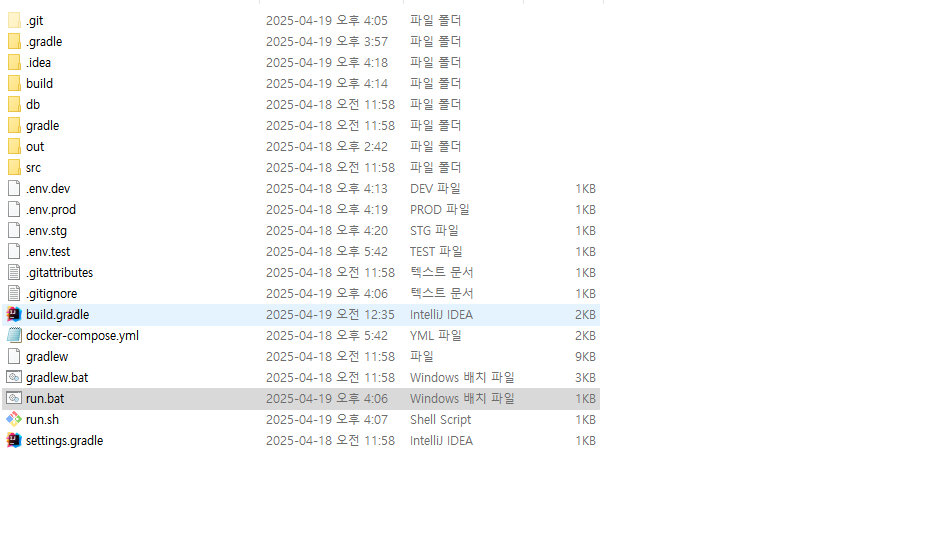 .git 2025-04-19 오후 4:05 파일 폴더
.gradle 2025-04-19 오후 3:57 파일 폴더
.idea 2025-04-19 오후 4:18 파일 폴더
build 2025-04-19 오후 4:14 파일 폴더
db 2025-04-18 오전 11:58 파일 폴더
gradle 2025-04-18 오전 11:58 파일 폴더
out 2025-04-18 오후 2:42 파일 폴더
src 2025-04-18 오전 11:58 파일 폴더
.env.dev 2025-04-18 오후 4:13 DEV 파일 1KB
.env.prod 2025-04-18 오후 4:19 PROD 파일 1KB
.env.stg 2025-04-18 오후 4:20 STG 파일 1KB
.env.test 2025-04-18 오후 5:42 TEST 파일 1KB
.gitattributes 2025-04-18 오전 11:58 텍스트 문서 1KB
.gitignore 2025-04-19 오후 4:06 텍스트 문서 1KB
build.gradle 2025-04-19 오전 12:35 IntelliJ IDEA 2KB
docker-compose.yml 2025-04-18 오후 5:42 YML 파일 2KB
gradlew 2025-04-18 오전 11:58 파일 9KB
gradlew.bat 2025-04-18 오전 11:58 Windows 배치 파일 3KB
run.bat 2025-04-19 오후 4:06 Windows 배치 파일 1KB
run.sh 2025-04-19 오후 4:07 Shell Script 1KB
settings.gradle 2025-04-18 오전 11:58 IntelliJ IDEA 1KB